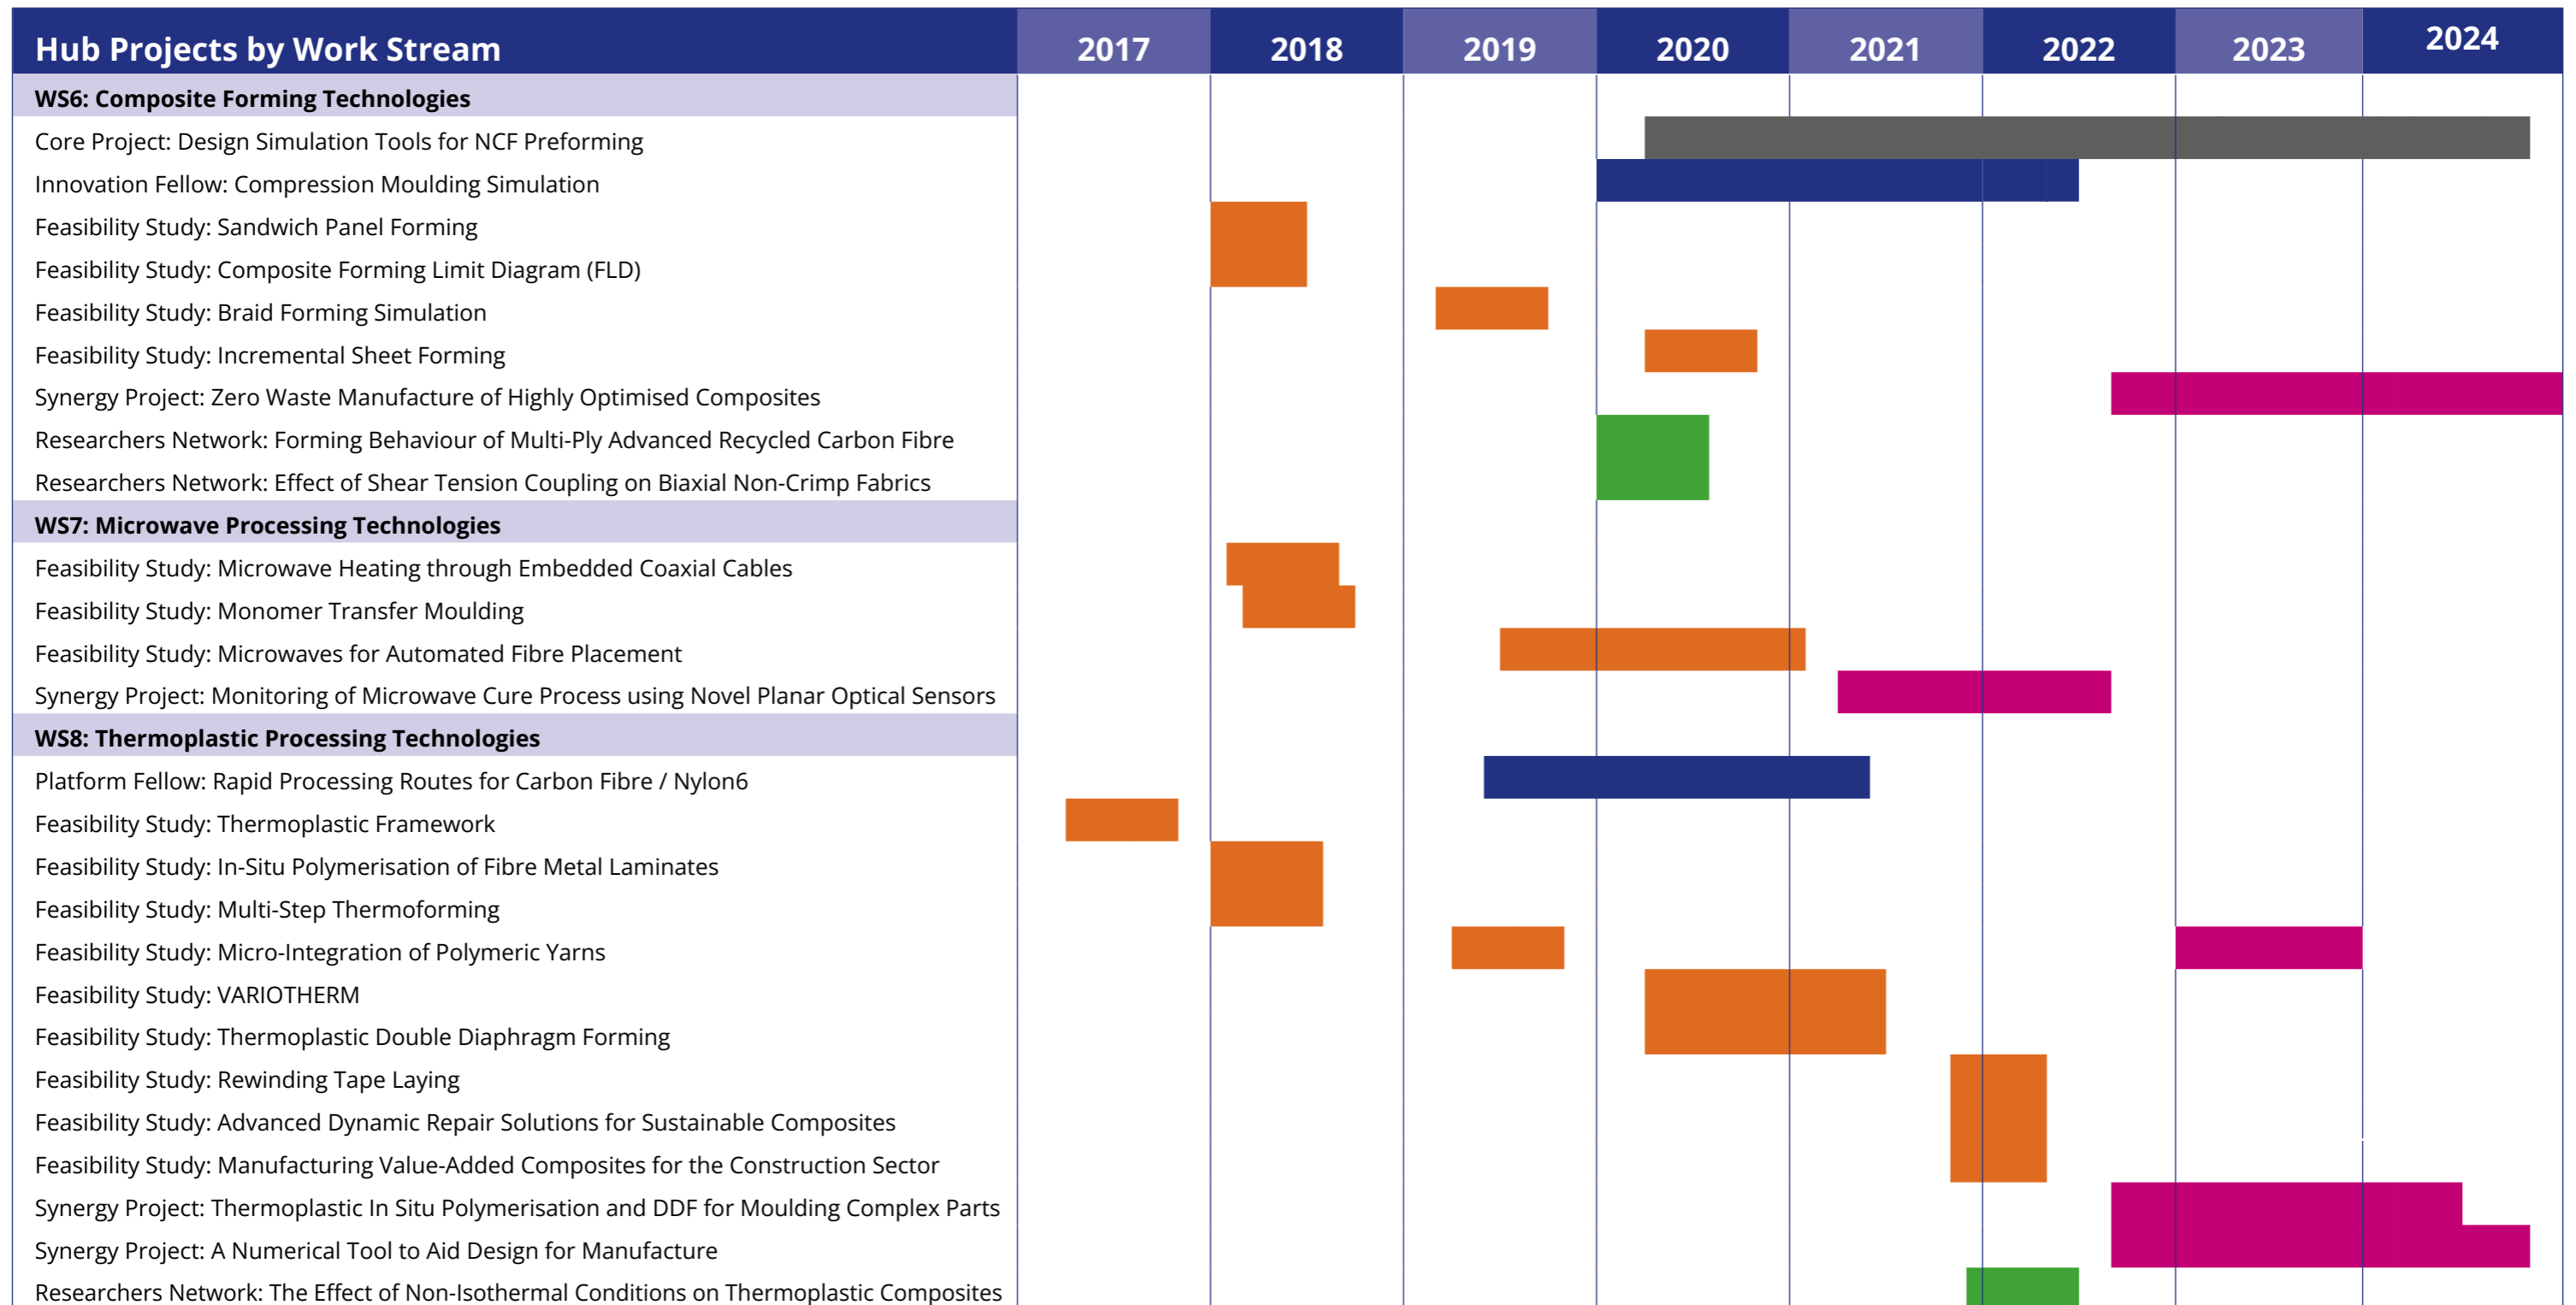 Hub Projects by Work Stream 2017 2018 2019 2020 2021 2022 2023 2024
WS6: Composite Forming Technologies
Core Project: Design Simulation Tools for NCF Preforming
Innovation Fellow: Compression Moulding Simulation
Feasibility Study: Sandwich Panel Forming
Feasibility Study: Composite Forming Limit Diagram (FLD)
Feasibility Study: Braid Forming Simulation
Feasibility Study: Incremental Sheet Forming
Synergy Project: Zero Waste Manufacture of Highly Optimised Composites
Researchers Network: Forming Behaviour of Multi-Ply Advanced Recycled Carbon Fibre
Researchers Network: Effect of Shear Tension Coupling on Biaxial Non-Crimp Fabrics
WS7: Microwave Processing Technologies
Feasibility Study: Microwave Heating through Embedded Coaxial Cables
Feasibility Study: Monomer Transfer Moulding
Feasibility Study: Microwaves for Automated Fibre Placement
Synergy Project: Monitoring of Microwave Cure Process using Novel Planar Optical Sensors
WS8: Thermoplastic Processing Technologies
Platform Fellow: Rapid Processing Routes for Carbon Fibre / Nylon6
Feasibility Study: Thermoplastic Framework
Feasibility Study: In-Situ Polymerisation of Fibre Metal Laminates
Feasibility Study: Multi-Step Thermoforming
Feasibility Study: Micro-Integration of Polymeric Yarns
Feasibility Study: VARIOTHERM
Feasibility Study: Thermoplastic Double Diaphragm Forming
Feasibility Study: Rewinding Tape Laying
Feasibility Study: Advanced Dynamic Repair Solutions for Sustainable Composites
Feasibility Study: Manufacturing Value-Added Composites for the Construction Sector
Synergy Project: Thermoplastic In Situ Polymerisation and DDF for Moulding Complex Parts
Synergy Project: A Numerical Tool to Aid Design for Manufacture
Researchers Network: The Effect of Non-Isothermal Conditions on Thermoplastic Composites